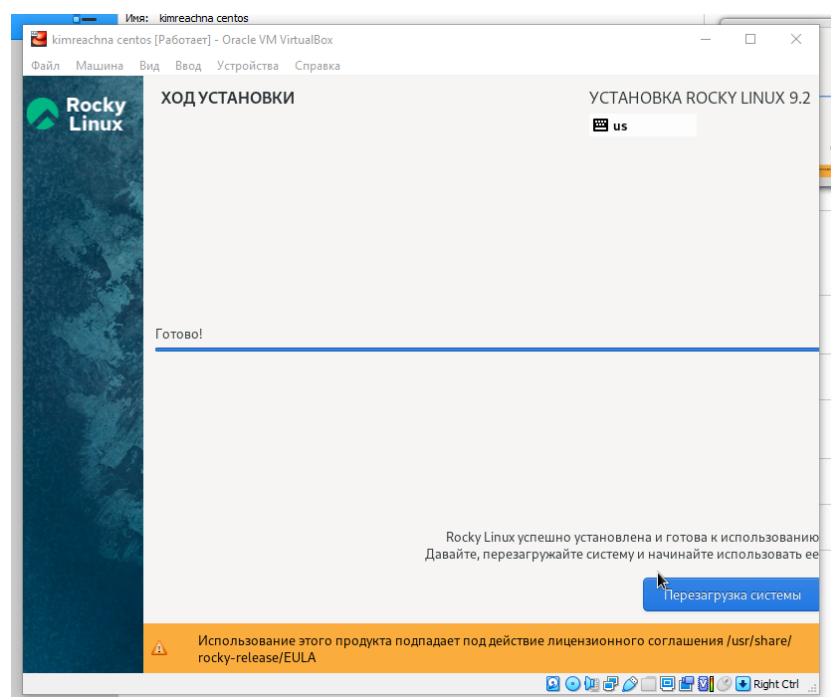 Имя: kimreachna centos
kimreachna centos [Работает] - Oracle VM VirtualBox
Файл Машина Вид Ввод Устройства Справка
Rocky
Linux
ХОД УСТАНОВКИ
УСТАНОВКА ROCKY LINUX 9.2
us
Готово!
Rocky Linux успешно установлена и готова к использованию
Давайте, перезагружайте систему и начинайте использовать ее
Перезагрузка системы
Использование этого продукта подпадает под действие лицензионного соглашения /usr/share/
rocky-release/EULA
Right Ctrl